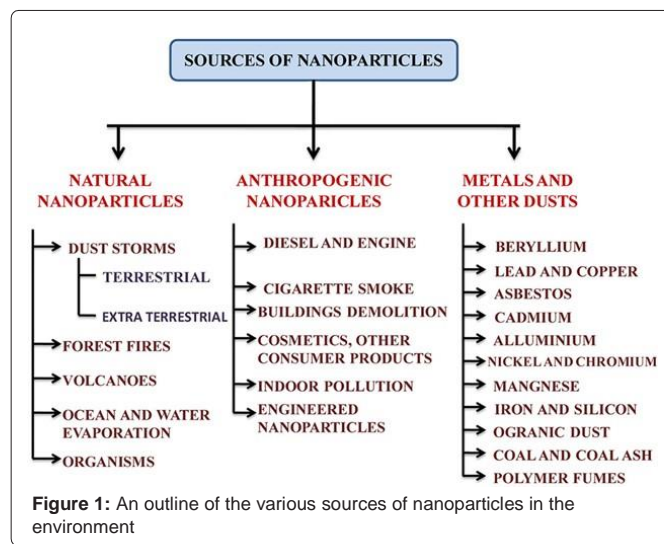 SOURCES OF NANOPARTICLES
NATURAL
NANOPARTICLES
DUST STORMS
TERRESTRIAL
EXTRA TERRESTRIAL
FOREST FIRES
VOLCANOES
OCEAN AND WATER
EVAPORATION
ORGANISMS
ANTHROPOGENIC
NANOPARICLES
DIESEL AND ENGINE
CIGARETTE SMOKE
BUILDINGS DEMOLITION
COSMETICS, OTHER
CONSUMER PRODUCTS
INDOOR POLLUTION
ENGINEERED
NANOPARTICLES
METALS AND
OTHER DUSTS
BERYLLIUM
LEAD AND COPPER
ASBESTOS
CADMIUM
ALLUMINIUM
NICKEL AND CHROMIUM
MANGNESE
IRON AND SILICON
OGRANIC DUST
COAL AND COAL ASH
POLYMER FUMES
Figure 1: An outline of the various sources of nanoparticles in the
environment